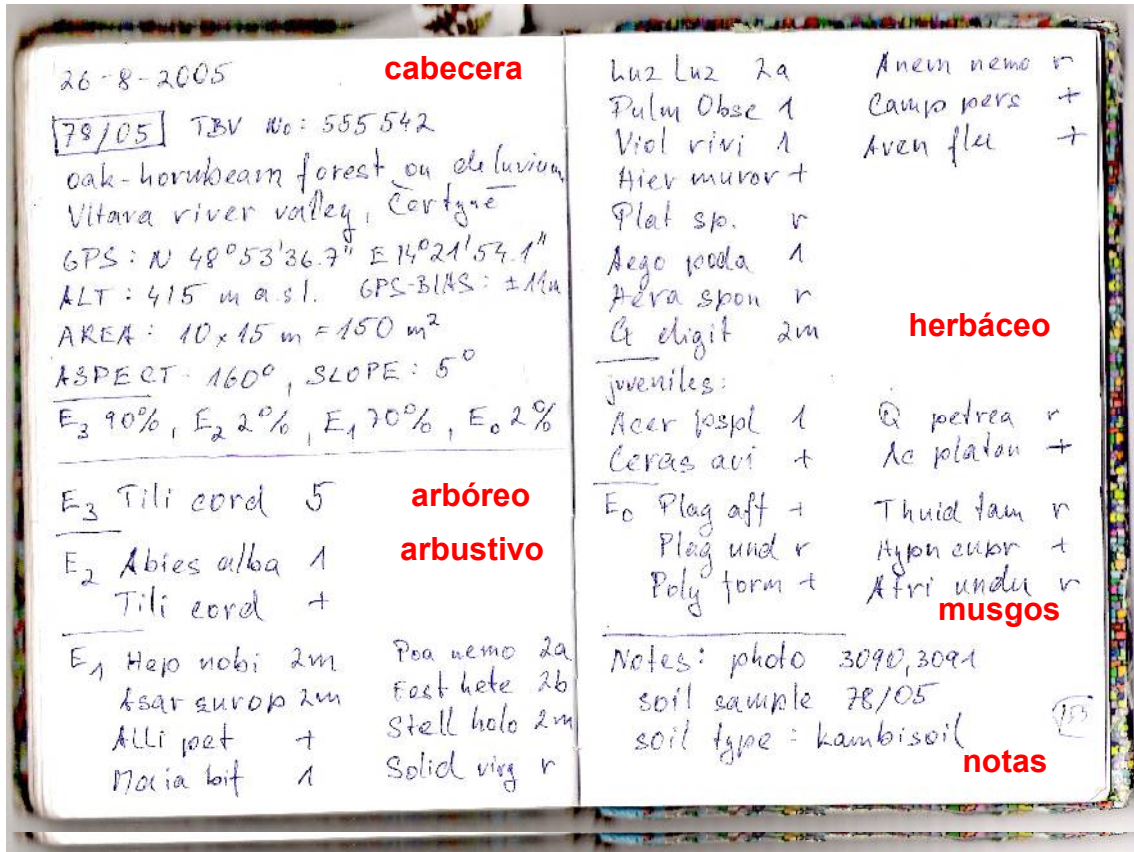 26-8-2005
cabecera
78/05 TBV No: 555542
oak-hornbeam forest on deluvium,
Vltava river valley, Čertyně
GPS: N 48°53'36.7" E 14°21'54.1"
ALT: 415 m a.s.l. GPS-BIAS: ±11m
AREA: 10x15 m = 150 m²
ASPECT- 160°, SLOPE: 5°
E₃ 90%, E₂ 2%, E₁ 70%, E₀ 2%
E₃ Tili cord 5
arbóreo
arbustivo
E₂ Abies alba 1
Tili cord +
E₁ Hepo nobi 2m Poa nemo 2a
Asar europ 2m Fest hete 2b
Alli pet + Stell holo 2m
Maia bif 1 Solid virg r
Luz Luz 2a Anem nemo r
Pulm Obsc 1 Camp pers +
Viol rivi 1 Aven flu +
Hier muror +
Plat sp. r
Aego poda 1
Hera spon r
herbáceo
digit 2m
juveniles:
Acer pspl 1 Q petrea r
Ceras avi + Ac platan +
E₀ Plag aff + Thuid tam r
Plag und r Hypn cupr +
Poly form + Atri undu r
musgos
Notes: photo 3090,3091
soil sample 78/05
soil type: kambisoil
notas